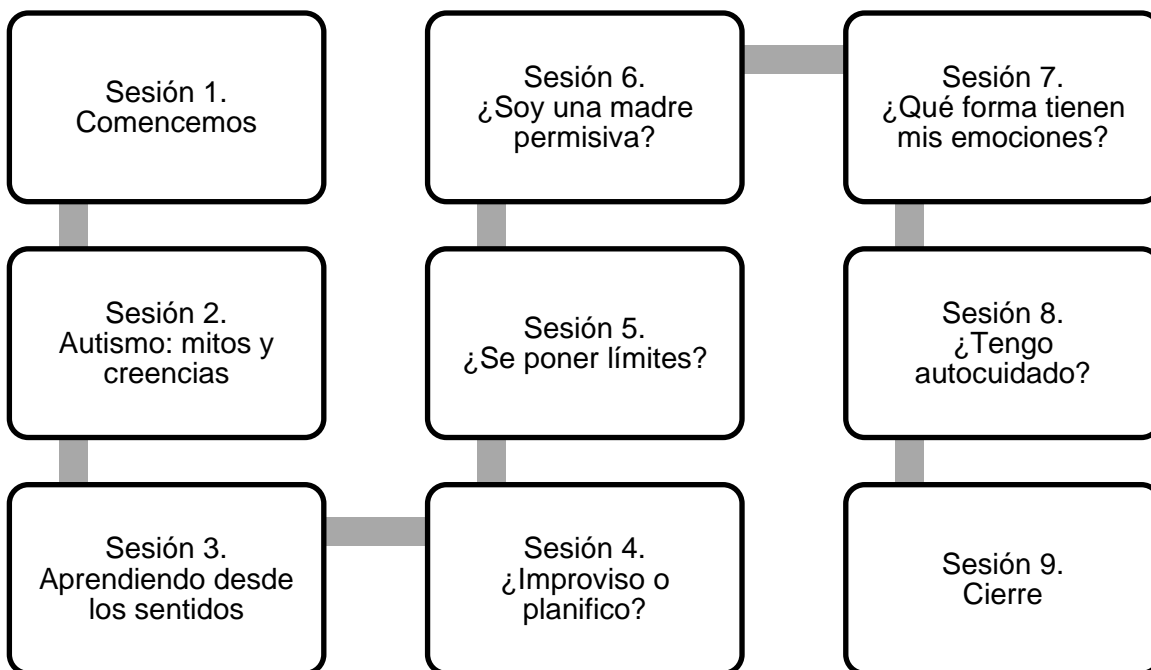 Sesión 1.
Comencemos
Sesión 2.
Autismo: mitos y
creencias
Sesión 3.
Aprendiendo desde
los sentidos
Sesión 4.
¿Improviso o
planifico?
Sesión 5.
¿Se poner límites?
Sesión 6.
¿Soy una madre
permisiva?
Sesión 7.
¿Qué forma tienen
mis emociones?
Sesión 8.
¿Tengo
autocuidado?
Sesión 9.
Cierre